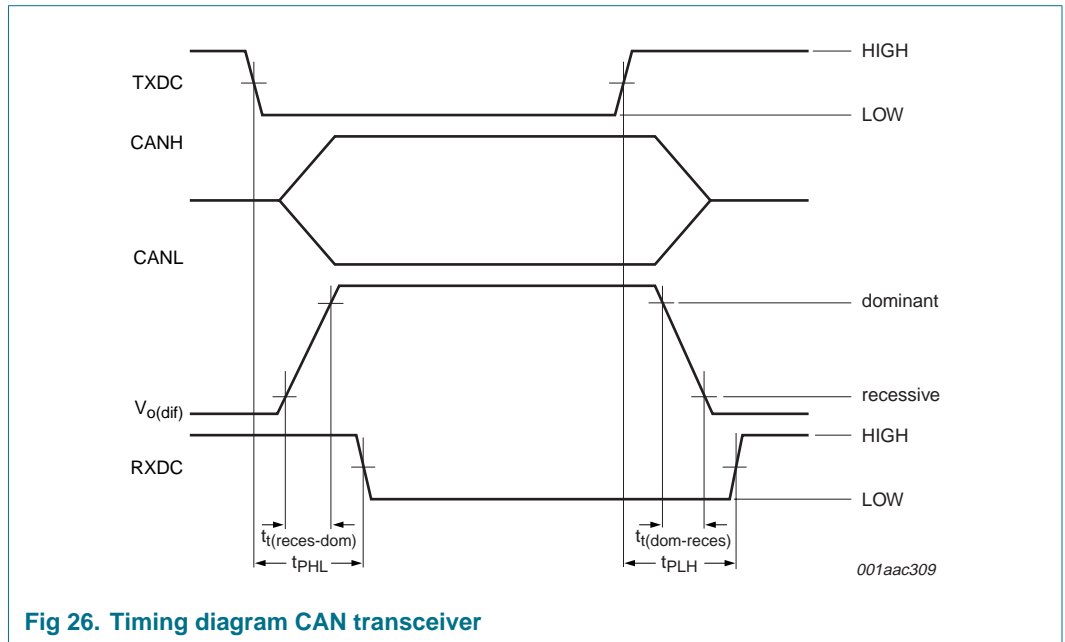 HIGH
TXDC
LOW
CANH
CANL
dominant
recessive
Vo(dif)
HIGH
RXDC
LOW
tt(reces-dom)
tt(dom-reces)
tPHL
tPLH
001aac309
Fig 26. Timing diagram CAN transceiver